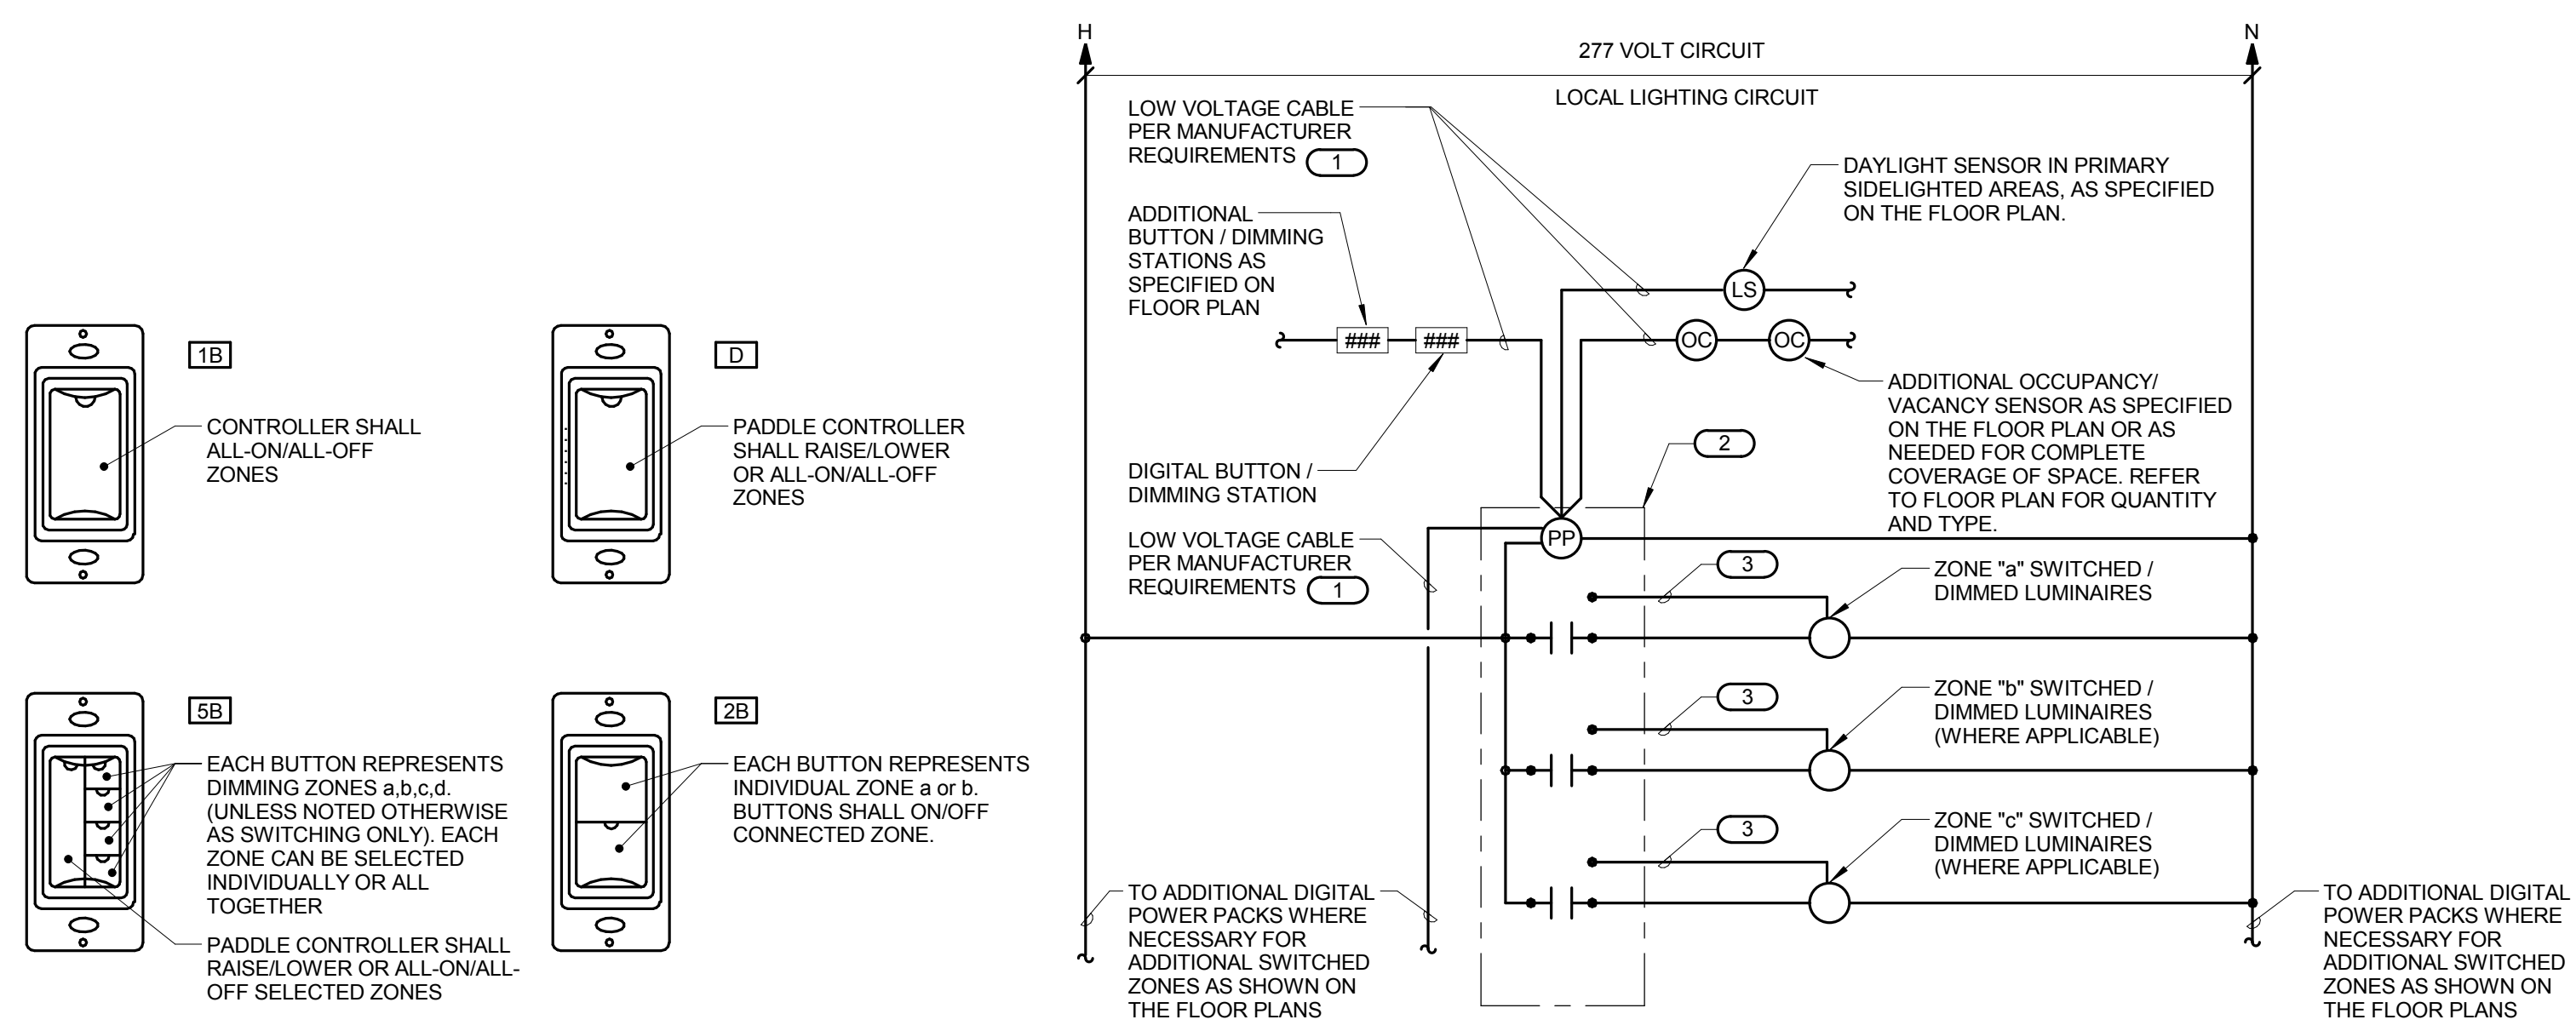 1B
CONTROLLER SHALL
ALL-ON/ALL-OFF
ZONES
D
PADDLE CONTROLLER
SHALL RAISE/LOWER
OR ALL-ON/ALL-OFF
ZONES
5B
EACH BUTTON REPRESENTS
DIMMING ZONES a,b,c,d.
(UNLESS NOTED OTHERWISE
AS SWITCHING ONLY). EACH
ZONE CAN BE SELECTED
INDIVIDUALLY OR ALL
TOGETHER
PADDLE CONTROLLER SHALL
RAISE/LOWER OR ALL-ON/ALL-
OFF SELECTED ZONES
2B
EACH BUTTON REPRESENTS
INDIVIDUAL ZONE a or b.
BUTTONS SHALL ON/OFF
CONNECTED ZONE.
H
N
277 VOLT CIRCUIT
LOCAL LIGHTING CIRCUIT
LOW VOLTAGE CABLE
PER MANUFACTURER
REQUIREMENTS 1
ADDITIONAL
BUTTON / DIMMING
STATIONS AS
SPECIFIED ON
FLOOR PLAN
### ###
DIGITAL BUTTON /
DIMMING STATION
LOW VOLTAGE CABLE
PER MANUFACTURER
REQUIREMENTS 1
DAYLIGHT SENSOR IN PRIMARY
SIDELIGHTED AREAS, AS SPECIFIED
ON THE FLOOR PLAN.
LS
OC OC
ADDITIONAL OCCUPANCY/
VACANCY SENSOR AS SPECIFIED
ON THE FLOOR PLAN OR AS
NEEDED FOR COMPLETE
COVERAGE OF SPACE. REFER
TO FLOOR PLAN FOR QUANTITY
AND TYPE.
2
PP
3
ZONE "a" SWITCHED /
DIMMED LUMINAIRES
3
ZONE "b" SWITCHED /
DIMMED LUMINAIRES
(WHERE APPLICABLE)
3
ZONE "c" SWITCHED /
DIMMED LUMINAIRES
(WHERE APPLICABLE)
TO ADDITIONAL DIGITAL
POWER PACKS WHERE
NECESSARY FOR
ADDITIONAL SWITCHED
ZONES AS SHOWN ON
THE FLOOR PLANS
TO ADDITIONAL DIGITAL
POWER PACKS WHERE
NECESSARY FOR
ADDITIONAL SWITCHED
ZONES AS SHOWN ON
THE FLOOR PLANS